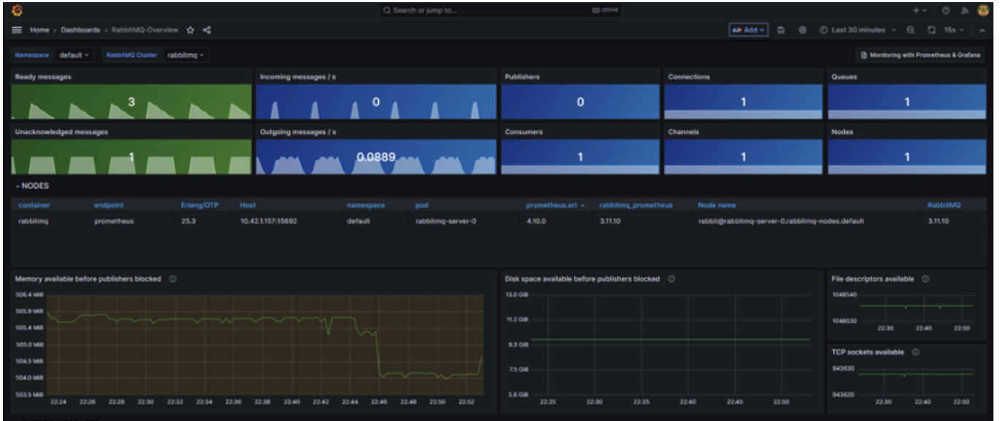 Search or jump to... ctrl+k
Home › Dashboards › RabbitMQ-Overview Add Last 30 minutes 15s
Namespace default RabbitMQ Cluster rabbitmq Monitoring with Prometheus & Grafana
Ready messages Incoming messages / s Publishers Connections Queues
3 0 0 1 1
Unacknowledged messages Outgoing messages / s Consumers Channels Nodes
1 0.0889 1 1 1
NODES
container endpoint Erlang/OTP Host namespace pod prometheus.erl rabbitmq_prometheus Node name RabbitMQ
rabbitmq prometheus 25.3 10.42.1.157:15692 default rabbitmq-server-0 4.10.0 3.11.10 rabbit@rabbitmq-server-0.rabbitmq-nodes.default 3.11.10
Memory available before publishers blocked Disk space available before publishers blocked File descriptors available
506.4 MiB
505.9 MiB
505.4 MiB
505.0 MiB
504.5 MiB
504.0 MiB
503.5 MiB
22:24 22:26 22:28 22:30 22:32 22:34 22:36 22:38 22:40 22:42 22:44 22:46 22:48 22:50 22:52
13.0 GiB
11.2 GiB
9.3 GiB
7.5 GiB
5.6 GiB
22:25 22:30 22:35 22:40 22:45 22:50
1048540
1048530
22:30 22:40 22:50
TCP sockets available
943630
943620
22:30 22:40 22:50